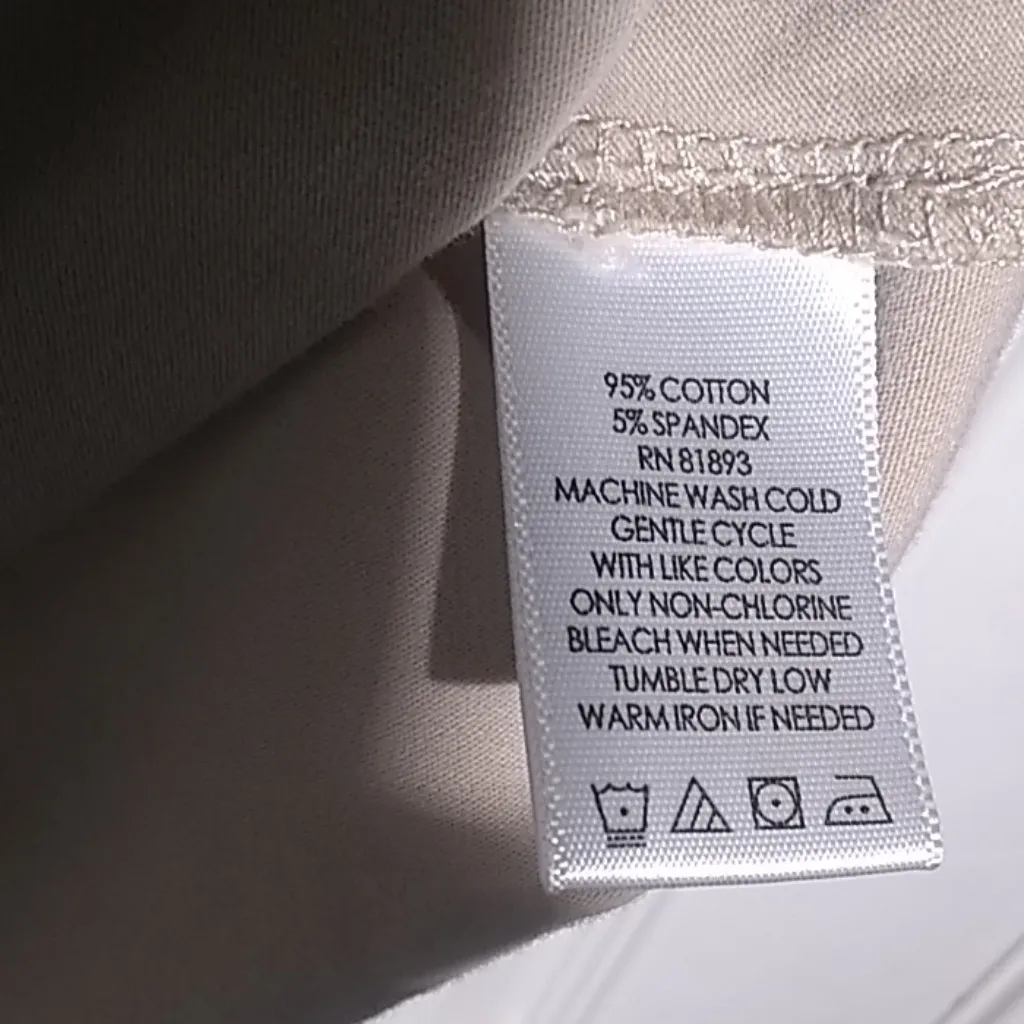 95% COTTON
5% SPANDEX
RN 81893
MACHINE WASH COLD
GENTLE CYCLE
WITH LIKE COLORS
ONLY NON-CHLORINE
BLEACH WHEN NEEDED
TUMBLE DRY LOW
WARM IRON IF NEEDED